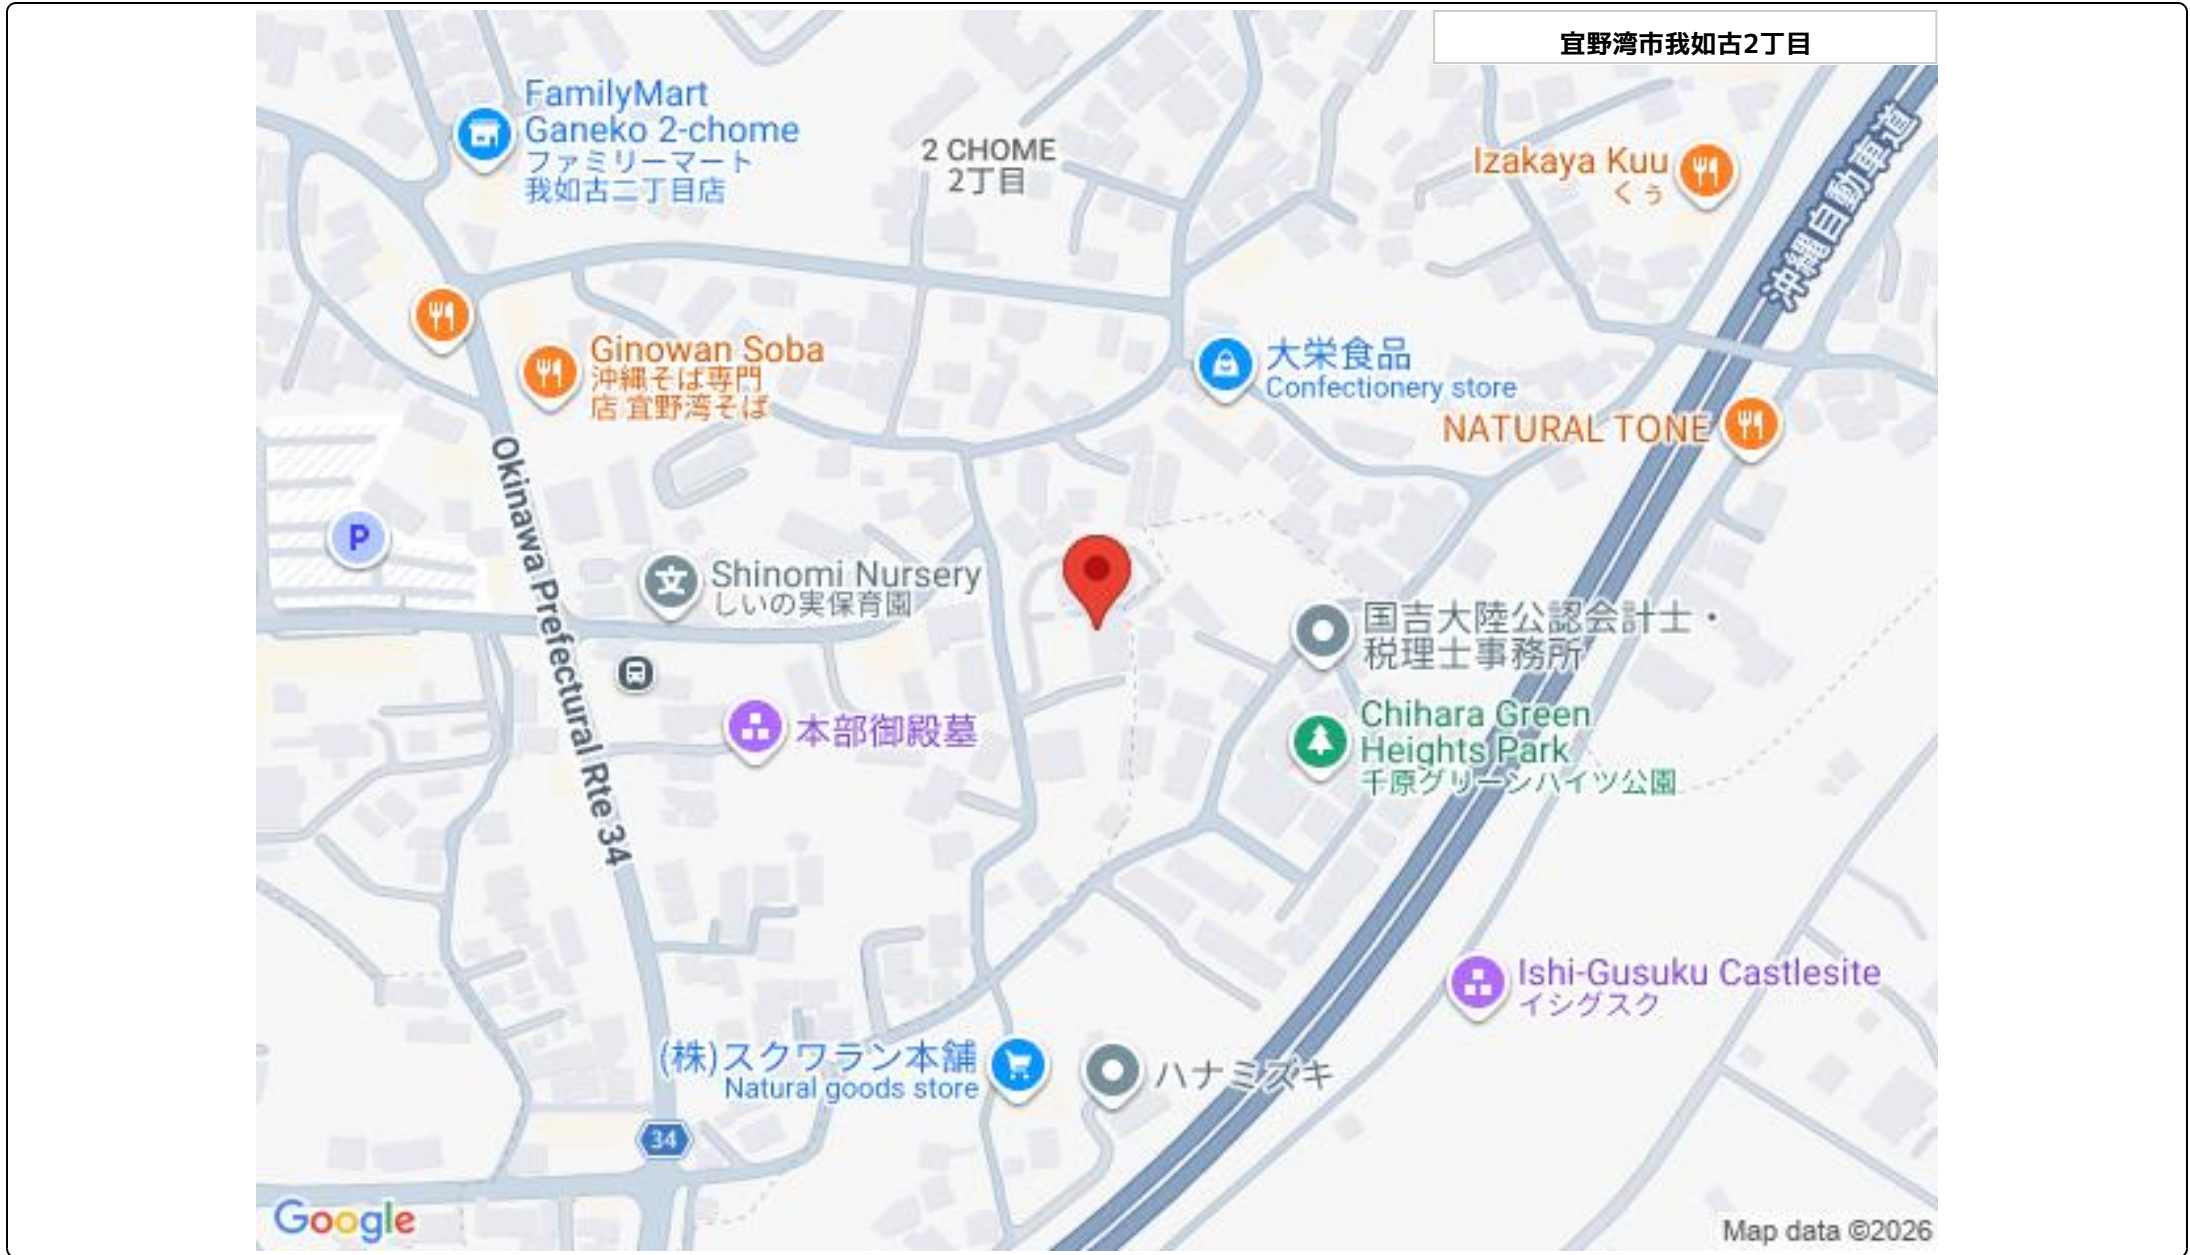 宜野湾市我如古2丁目
FamilyMart
Ganeko 2-chome
ファミリーマート
我如古二丁目店
2 CHOME
2丁目
Izakaya Kuu
くぅ
沖縄自動車道
Ginowan Soba
沖縄そば専門
店 宜野湾そば
大栄食品
Confectionery store
NATURAL TONE
Okinawa Prefectural Rte 34
P
Shinomi Nursery
しいの実保育園
国吉大陸公認会計士・
税理士事務所
本部御殿墓
Chihara Green
Heights Park
千原グリーンハイツ公園
Ishi-Gusuku Castlesite
イシグスク
(株)スクワラン本舗
Natural goods store
ハナミズキ
34
Google
Map data ©2026